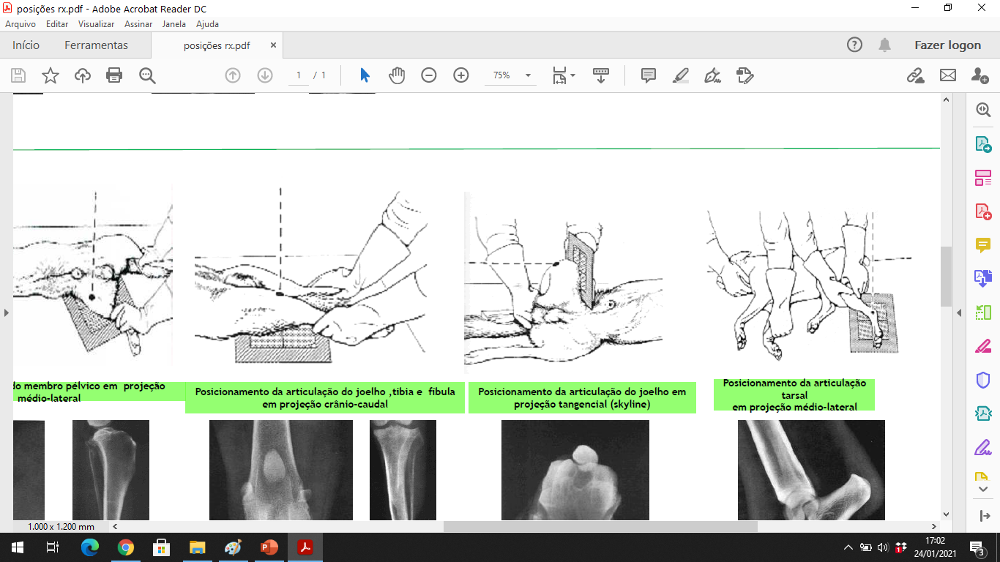 posições rx.pdf - Adobe Acrobat Reader DC
Arquivo Editar Visualizar Assinar Janela Ajuda
Início Ferramentas posições rx.pdf × Fazer logon
1 / 1 75%
do membro pélvico em projeção
médio-lateral
Posicionamento da articulação do joelho ,tibia e fíbula
em projeção crânio-caudal
Posicionamento da articulação do joelho em
projeção tangencial (skyline)
Posicionamento da articulação
tarsal
em projeção médio-lateral
1.000 x 1.200 mm
17:02
24/01/2021
1
3